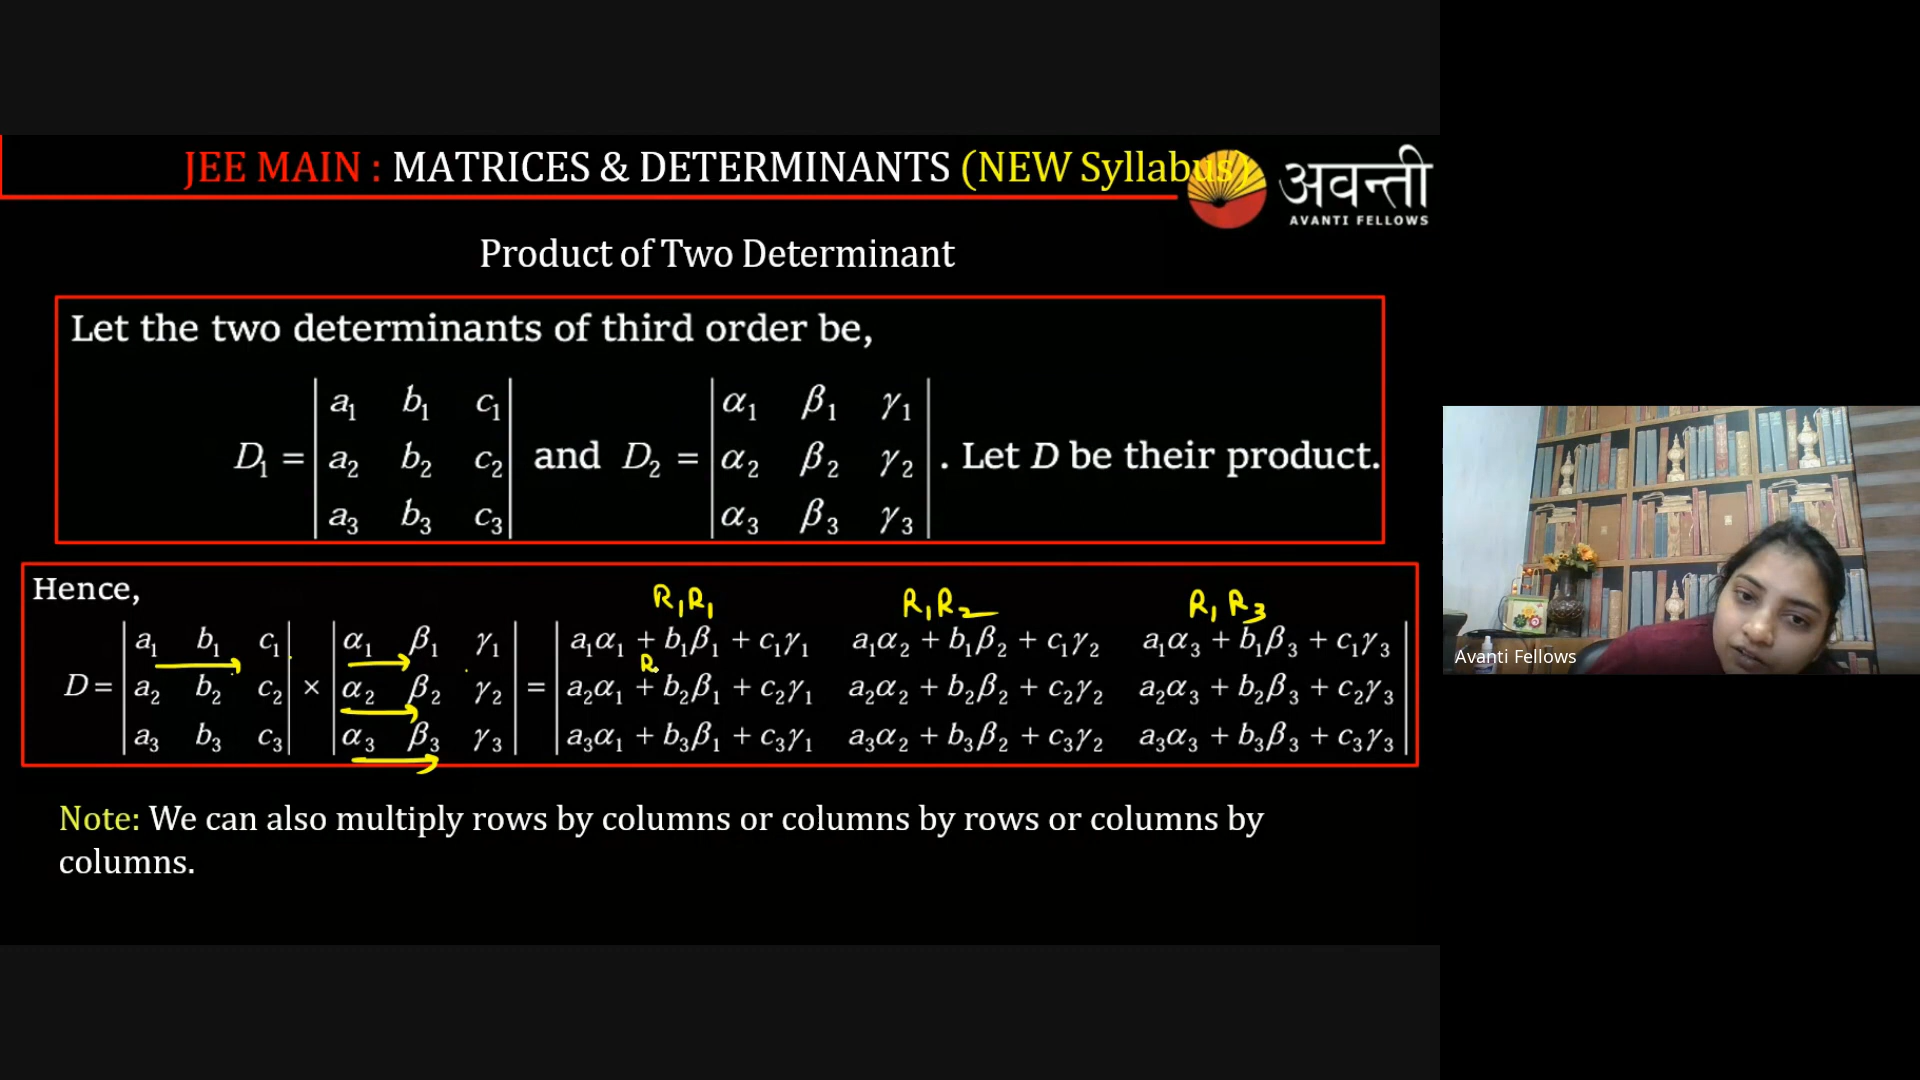 JEE MAIN : MATRICES & DETERMINANTS (NEW Syllabus)
अवन्ती
AVANTI FELLOWS
Product of Two Determinant
Let the two determinants of third order be,
D₁ = | a₁ b₁ c₁ | and D₂ = | α₁ β₁ γ₁ | . Let D be their product.
| a₂ b₂ c₂ | | α₂ β₂ γ₂ |
| a₃ b₃ c₃ | | α₃ β₃ γ₃ |
Hence,
R₁R₁ R₁R₂ R₁R₃
| a₁ b₁ c₁ | | α₁ β₁ γ₁ | | a₁α₁ + b₁β₁ + c₁γ₁ a₁α₂ + b₁β₂ + c₁γ₂ a₁α₃ + b₁β₃ + c₁γ₃ |
R
D = | a₂ b₂ c₂ | × | α₂ β₂ γ₂ | = | a₂α₁ + b₂β₁ + c₂γ₁ a₂α₂ + b₂β₂ + c₂γ₂ a₂α₃ + b₂β₃ + c₂γ₃ |
| a₃ b₃ c₃ | | α₃ β₃ γ₃ | | a₃α₁ + b₃β₁ + c₃γ₁ a₃α₂ + b₃β₂ + c₃γ₂ a₃α₃ + b₃β₃ + c₃γ₃ |
Note: We can also multiply rows by columns or columns by rows or columns by
columns.
Avanti Fellows